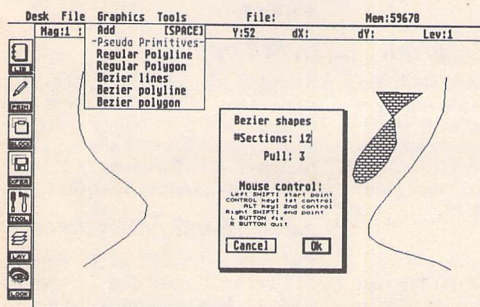 Desk File Graphics Tools File: Mem:59670
Mag:1 : Y:52 dX: dY: Lev:1
Add [SPACE]
-Pseudo Primitives-
Regular Polyline
Regular Polygon
Bezier lines
Bezier polyline
Bezier polygon
LIB
PRIM
BLOCK
OPER
TOOL
LAY
LOOK
Bezier shapes
#Sections: 12
Pull: 3
Mouse control:
Left SHIFT: start point
CONTROL key: 1st control
ALT key: 2nd control
Right SHIFT: end point
L BUTTON fix
R BUTTON quit
Cancel Ok